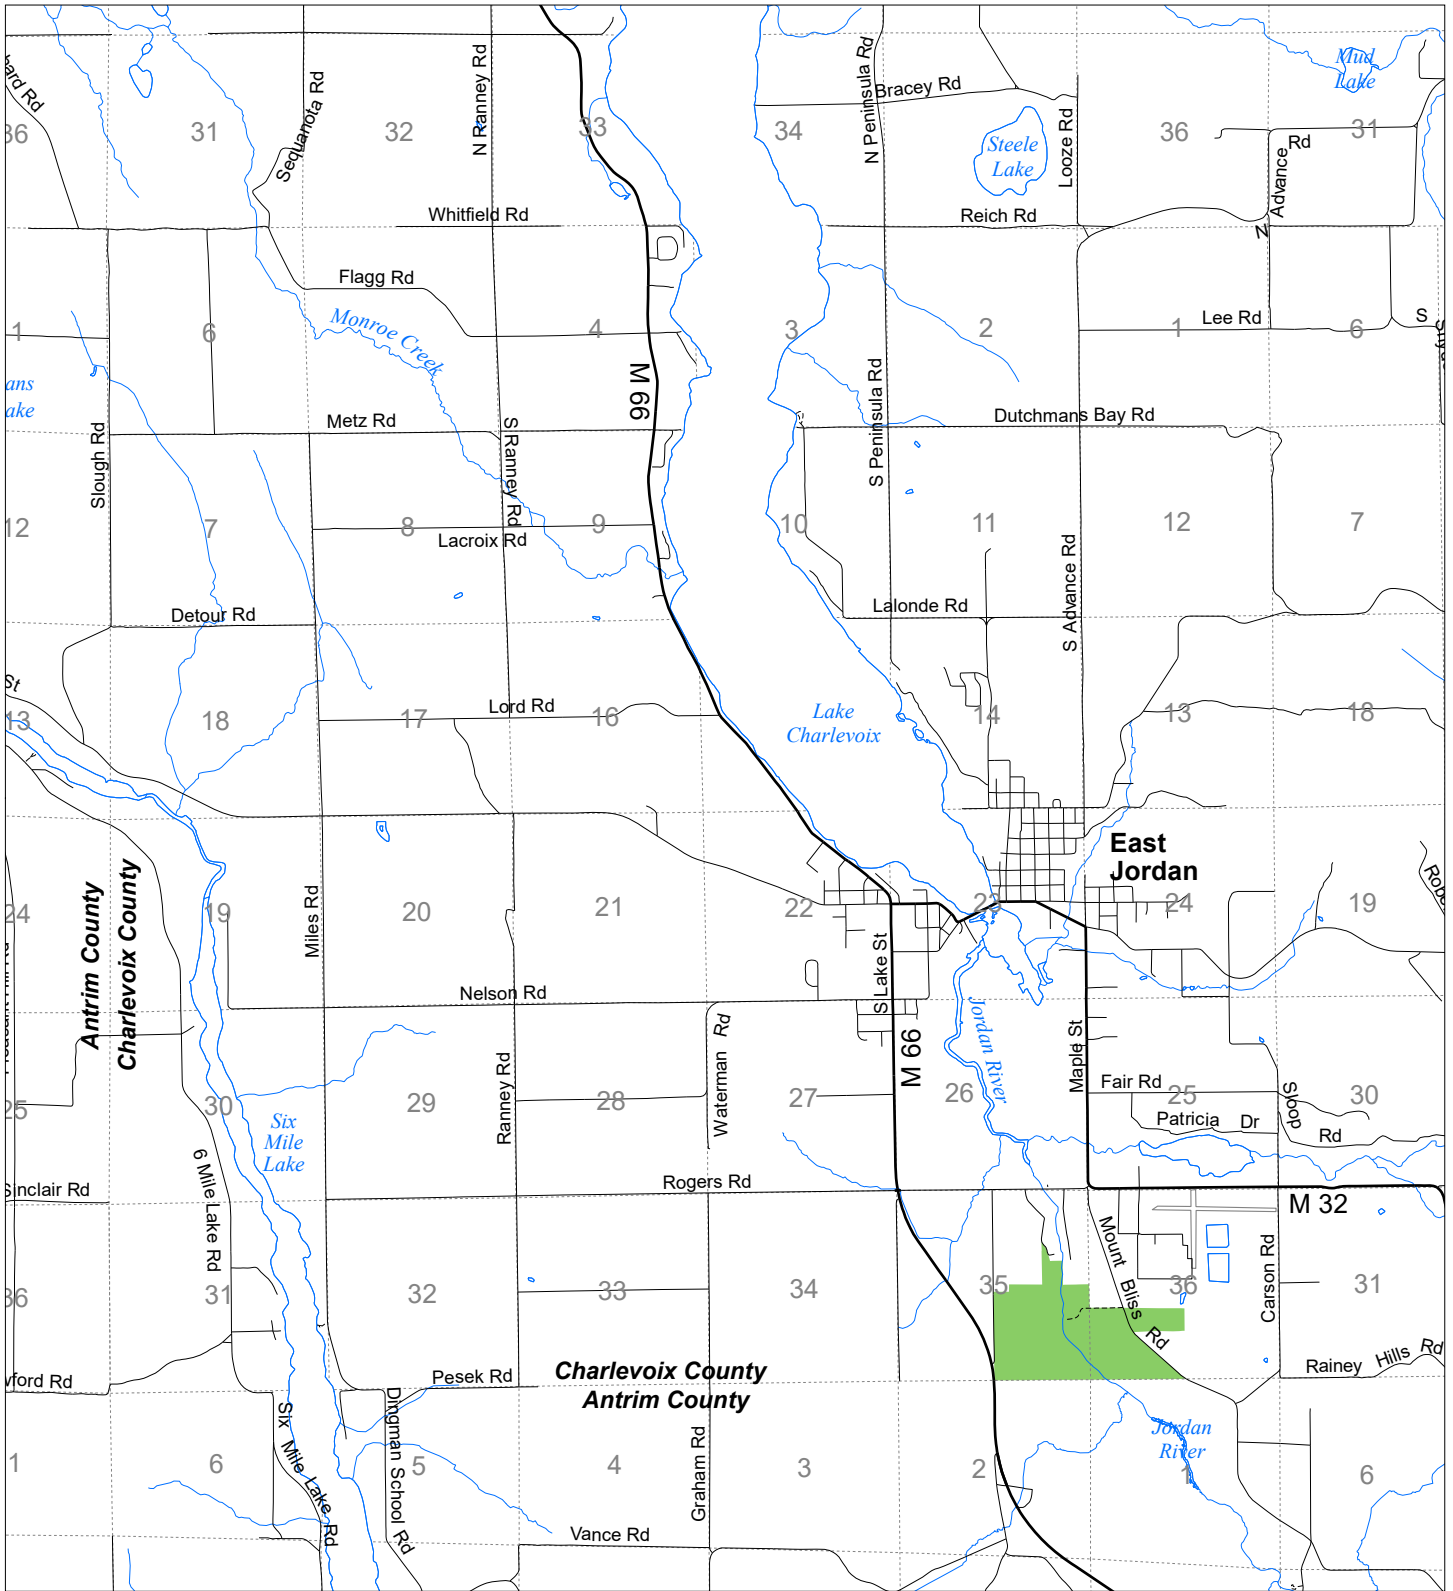 Mud
Lake
N Ranney Rd
N Peninsula Rd
Bracey Rd
Sequanota Rd
36
31
32
33
34
Steele
Lake
Looze Rd
36
Advance
Rd
31
N
Whitfield Rd
Reich Rd
Flagg Rd
Monroe Creek
1
6
4
3
2
1
Lee Rd
6
S
M 66
S Peninsula Rd
Metz Rd
Dutchmans Bay Rd
Slough Rd
S Ranney Rd
12
7
8
9
10
11
12
7
Lacroix Rd
S Advance Rd
Detour Rd
Lalonde Rd
St
Lord Rd
13
18
17
16
Lake
Charlevoix
14
13
18
East
Jordan
Antrim County
Charlevoix County
24
19
Miles Rd
20
21
22
23
24
19
S Lake St
Nelson Rd
Jordan River
Waterman Rd
M 66
Maple St
Ranney Rd
25
30
Six
Mile
Lake
29
28
27
26
Fair Rd
25
Patricia Dr
Sloop
Rd
30
Sinclair Rd
6 Mile Lake Rd
Rogers Rd
M 32
Mount Bliss Rd
Carson Rd
36
31
32
33
34
35
36
31
Rainey Hills Rd
Pesek Rd
Charlevoix County
Antrim County
Six Mile Lake Rd
Dingman School Rd
Graham Rd
Jordan
River
1
6
5
4
3
2
1
6
Vance Rd